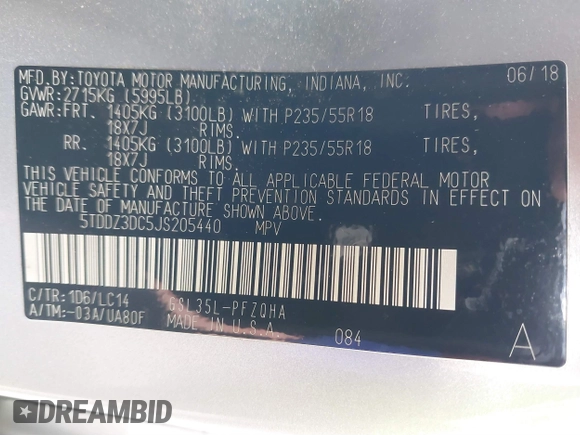 MFD.BY:TOYOTA MOTOR MANUFACTURING, INDIANA, INC. 06/18
GVWR:2715KG (5995LB)
GAWR:FRT. 1405KG (3100LB) WITH P235/55R18 TIRES,
18X7J RIMS.
RR. 1405KG (3100LB) WITH P235/55R18 TIRES,
18X7J RIMS.
THIS VEHICLE CONFORMS TO ALL APPLICABLE FEDERAL MOTOR
VEHICLE SAFETY AND THEFT PREVENTION STANDARDS IN EFFECT ON
THE DATE OF MANUFACTURE SHOWN ABOVE.
5TDDZ3DC5JS205440 MPV
C/TR:1D6/LC14 GSL35L-PFZQHA
A/TM:-03A/UA80F MADE IN U.S.A. 084 A
DREAMBID